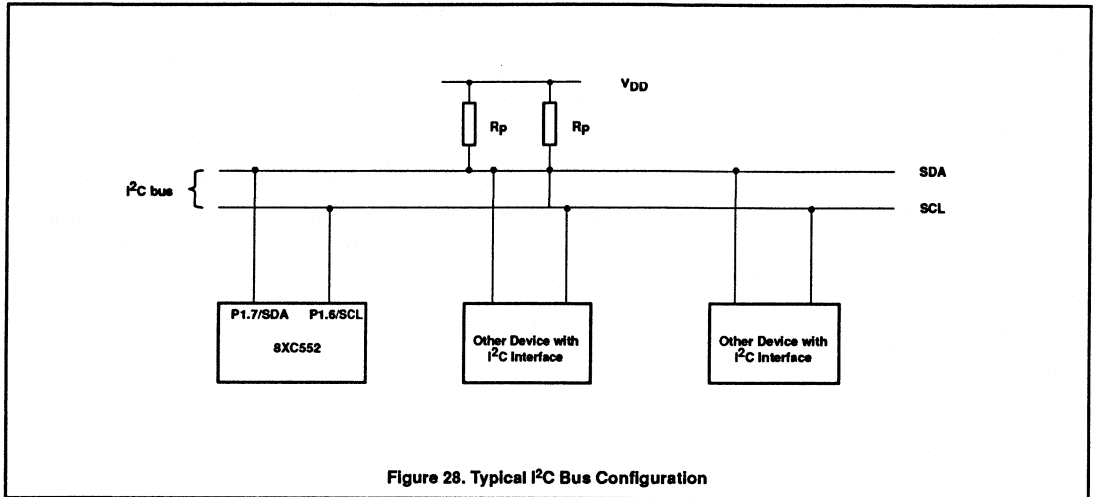 VDD
Rp Rp
SDA
I²C bus
SCL
P1.7/SDA P1.6/SCL
8XC552
Other Device with
I²C Interface
Other Device with
I²C Interface
Figure 28. Typical I²C Bus Configuration